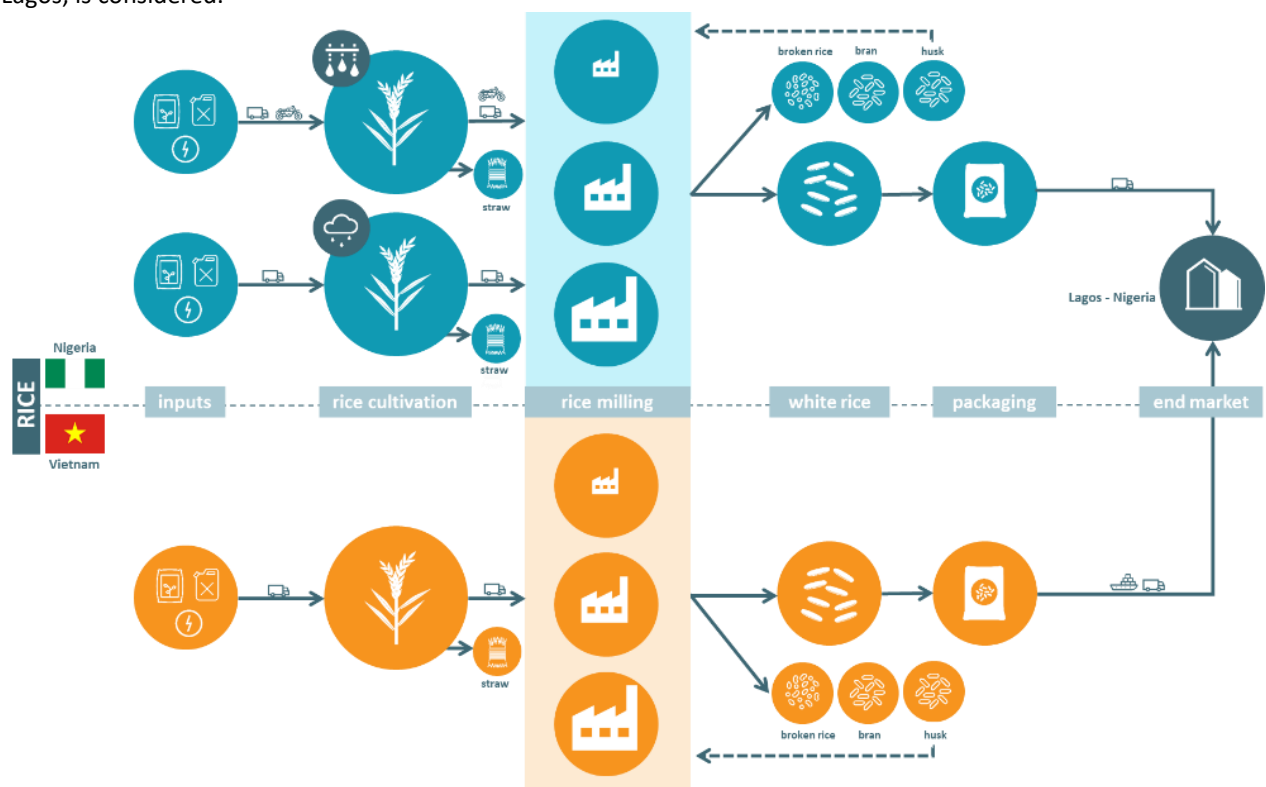 Lagos, is considered.
broken rice
bran
husk
straw
Lagos - Nigeria
straw
RICE
Nigeria
inputs
rice cultivation
rice milling
white rice
packaging
end market
Vietnam
straw
broken rice
bran
husk